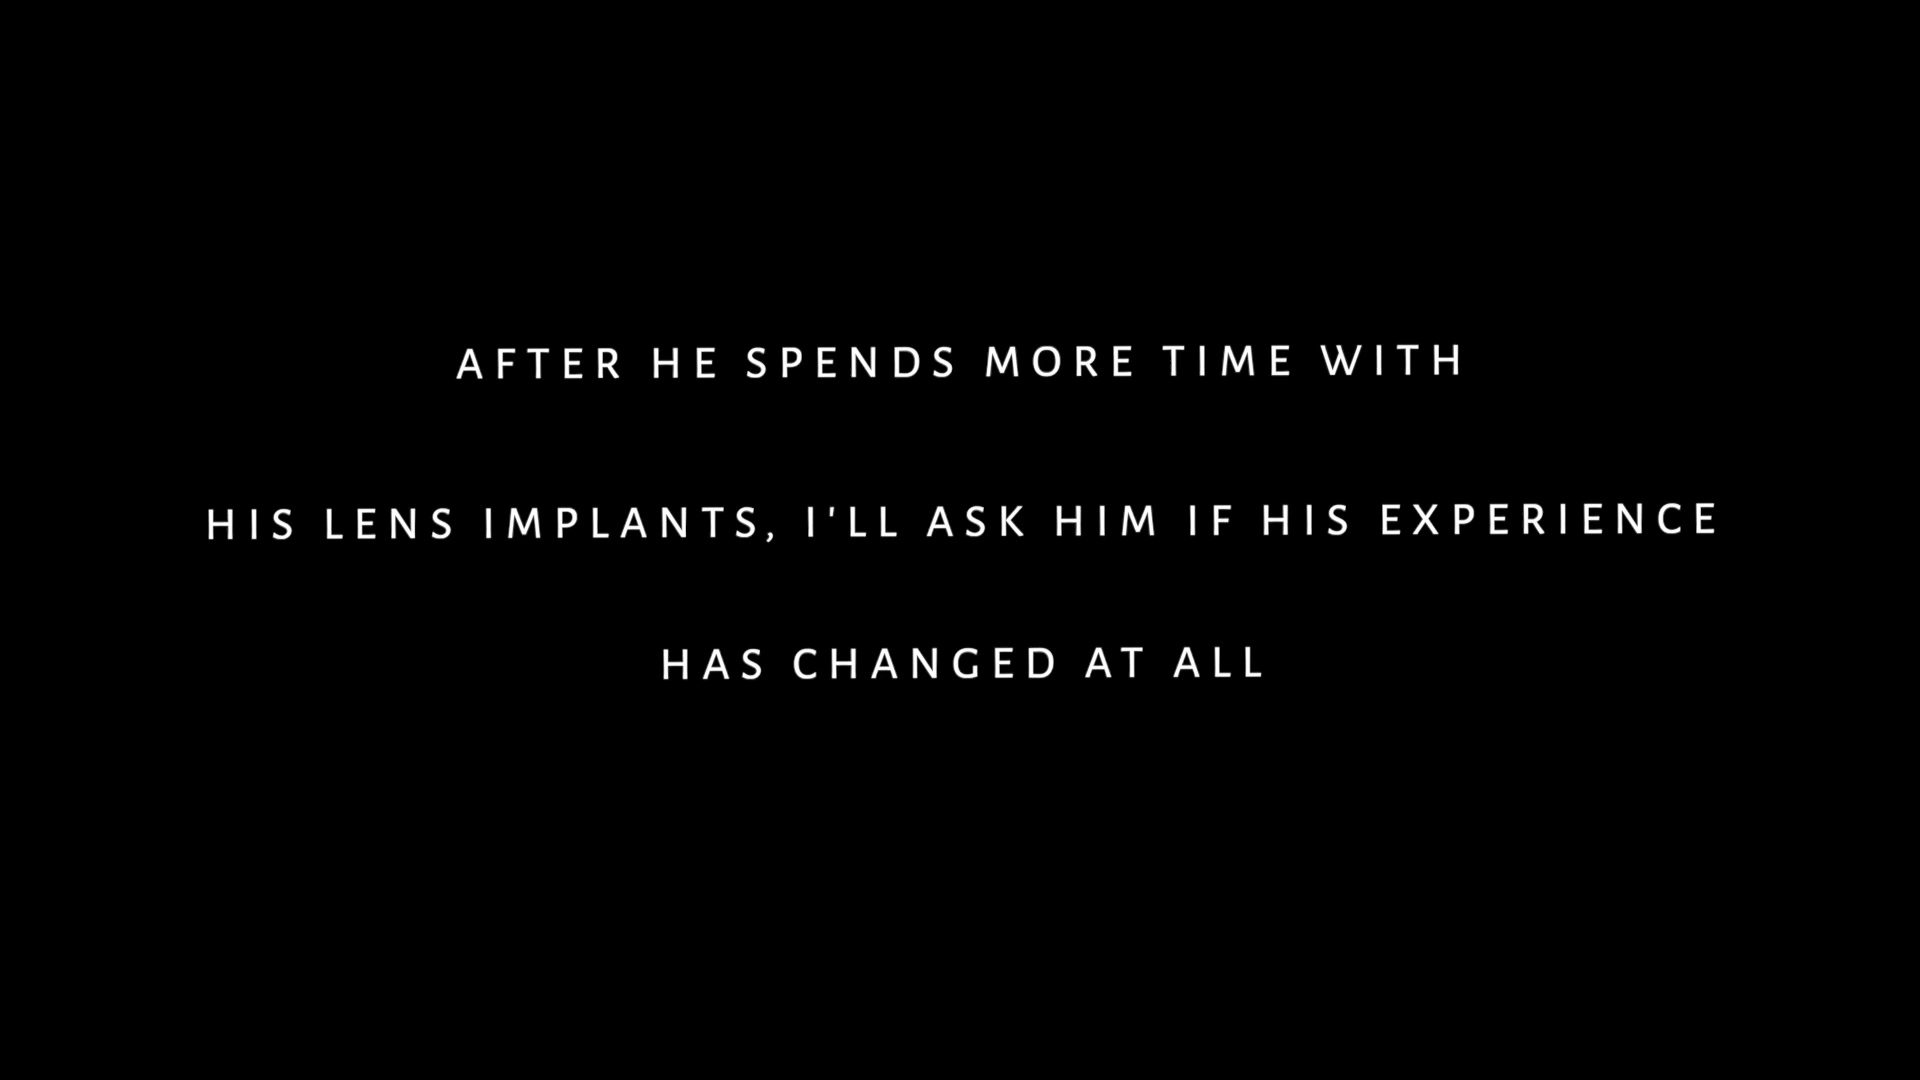 AFTER HE SPENDS MORE TIME WITH
HIS LENS IMPLANTS, I'LL ASK HIM IF HIS EXPERIENCE
HAS CHANGED AT ALL